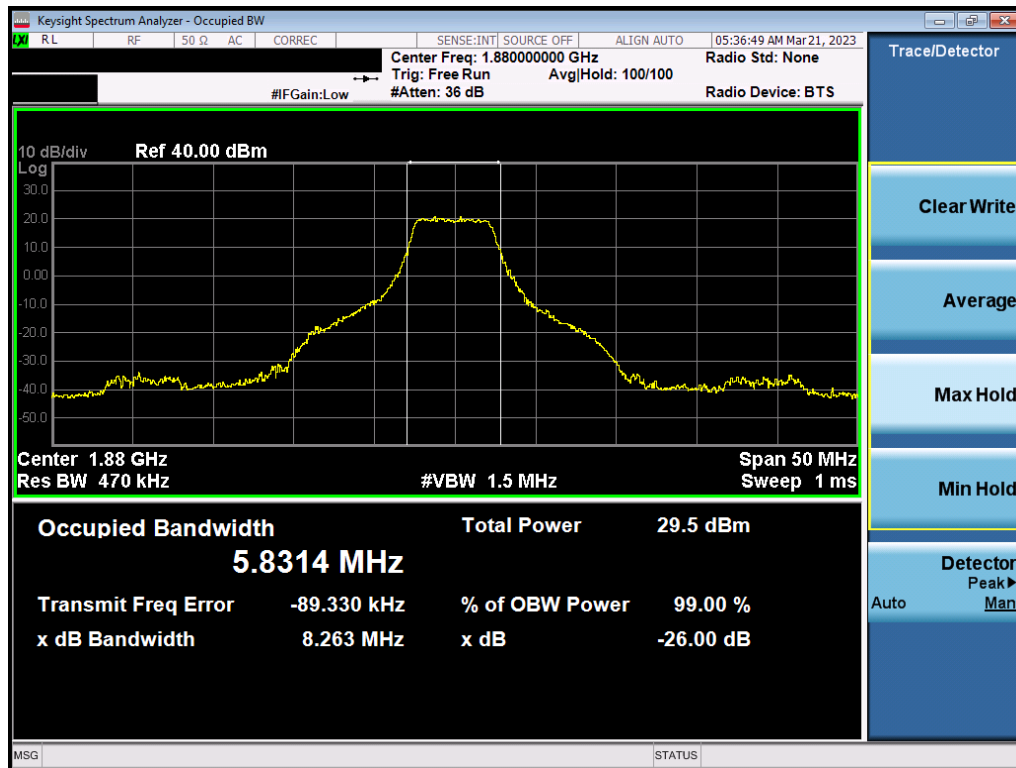 Keysight Spectrum Analyzer - Occupied BW
LXI RL RF 50 Ω AC CORREC SENSE:INT SOURCE OFF ALIGN AUTO 05:36:49 AM Mar 21, 2023
Center Freq: 1.880000000 GHz Radio Std: None
Trig: Free Run Avg|Hold: 100/100
#IFGain:Low #Atten: 36 dB Radio Device: BTS
10 dB/div Ref 40.00 dBm
Log
30.0
20.0
10.0
0.00
-10.0
-20.0
-30.0
-40.0
-50.0
Center 1.88 GHz Span 50 MHz
Res BW 470 kHz #VBW 1.5 MHz Sweep 1 ms
Occupied Bandwidth Total Power 29.5 dBm
5.8314 MHz
Transmit Freq Error -89.330 kHz % of OBW Power 99.00 %
x dB Bandwidth 8.263 MHz x dB -26.00 dB
MSG STATUS
Trace/Detector
Clear Write
Average
Max Hold
Min Hold
Detector
Peak▶
Auto Man